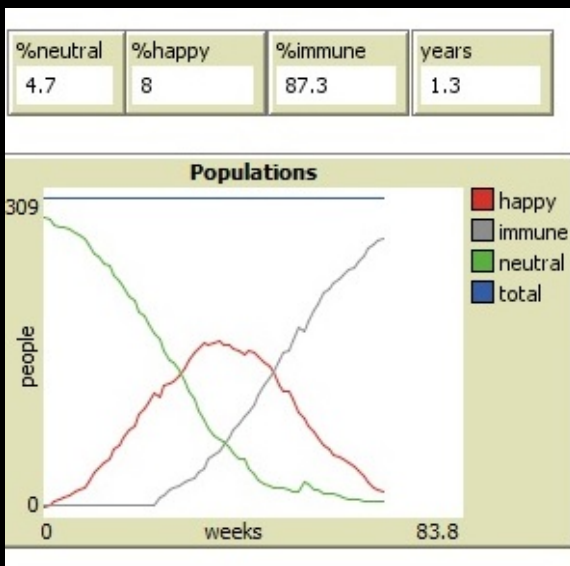 %neutral %happy %immune years
4.7 8 87.3 1.3
Populations
309
happy
immune
neutral
total
people
0
0 weeks 83.8